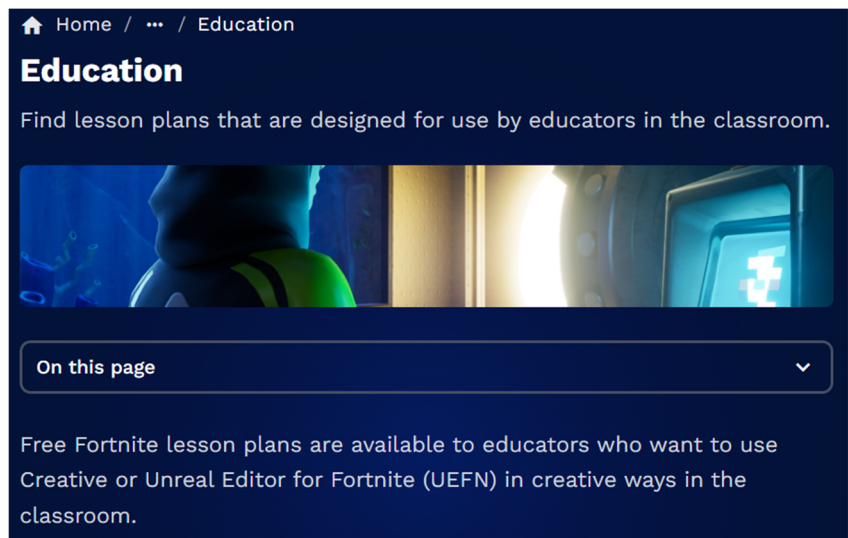 Home / ••• / Education
Education
Find lesson plans that are designed for use by educators in the classroom.
On this page
Free Fortnite lesson plans are available to educators who want to use
Creative or Unreal Editor for Fortnite (UEFN) in creative ways in the
classroom.